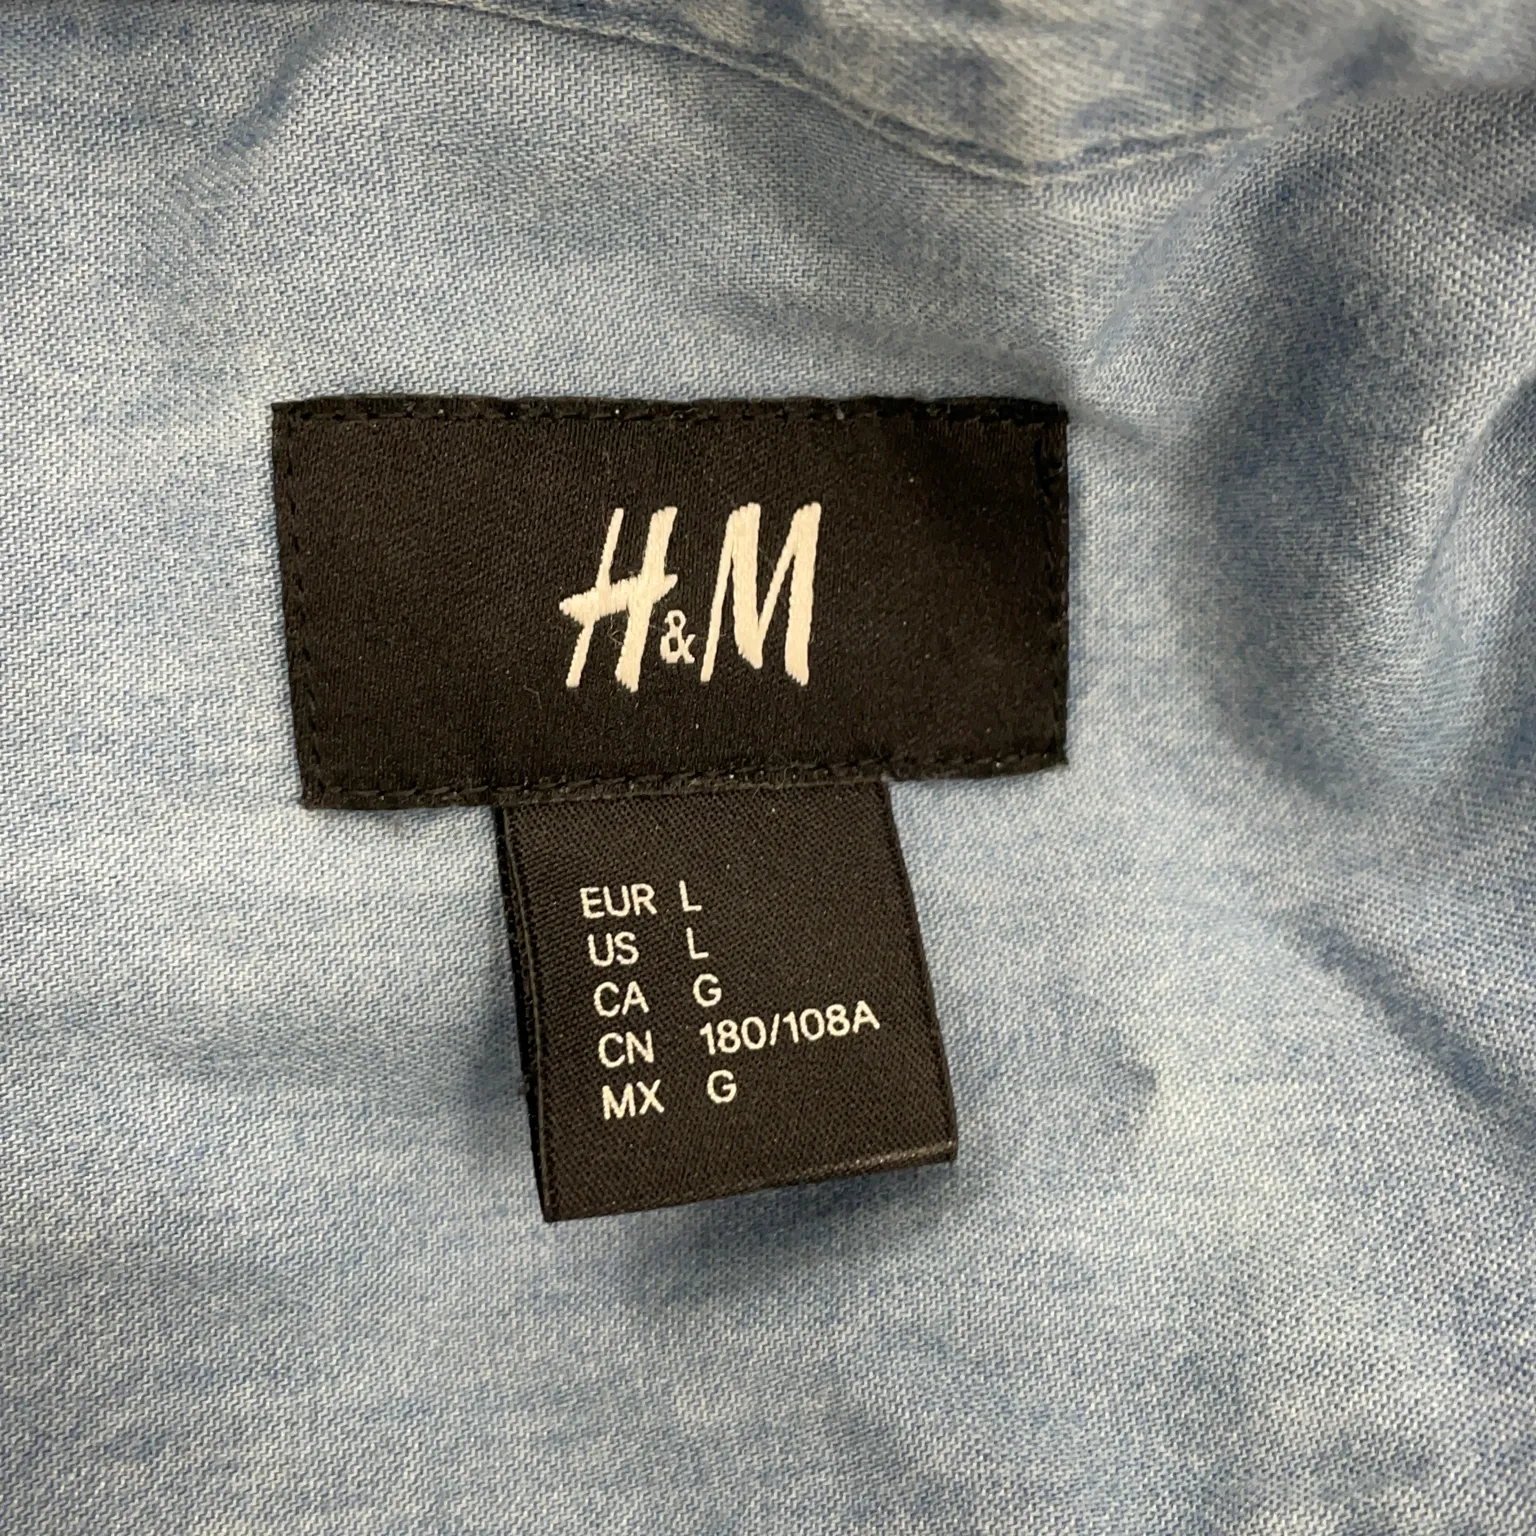 H&M
EUR L
US L
CA G
CN 180/108A
MX G